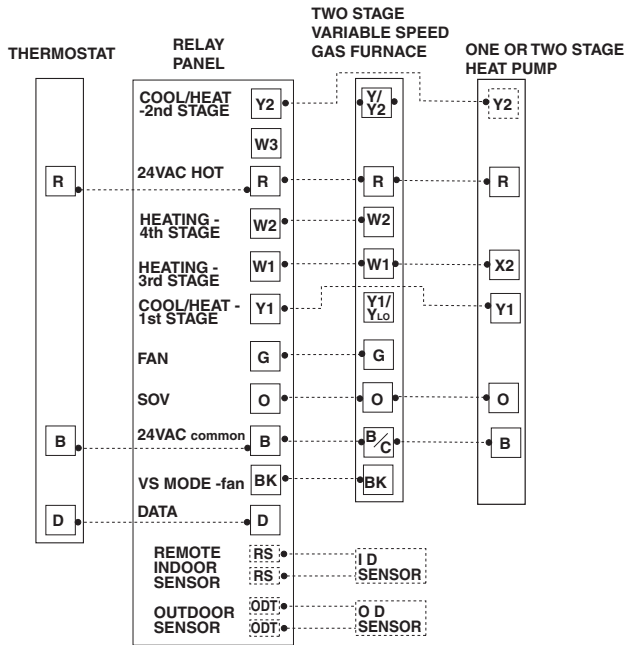 THERMOSTAT
RELAY
PANEL
TWO STAGE
VARIABLE SPEED
GAS FURNACE
ONE OR TWO STAGE
HEAT PUMP
COOL/HEAT
-2nd STAGE
Y2
Y/
Y2
Y2
W3
R
24VAC HOT
R
R
R
HEATING -
4th STAGE
W2
W2
HEATING -
3rd STAGE
W1
W1
X2
COOL/HEAT -
1st STAGE
Y1
Y1/
YLO
Y1
FAN
G
G
SOV
O
O
O
B
24VAC common
B
B/C
B
VS MODE -fan
BK
BK
D
DATA
D
REMOTE
INDOOR
SENSOR
RS
RS
I D
SENSOR
OUTDOOR
SENSOR
ODT
ODT
O D
SENSOR